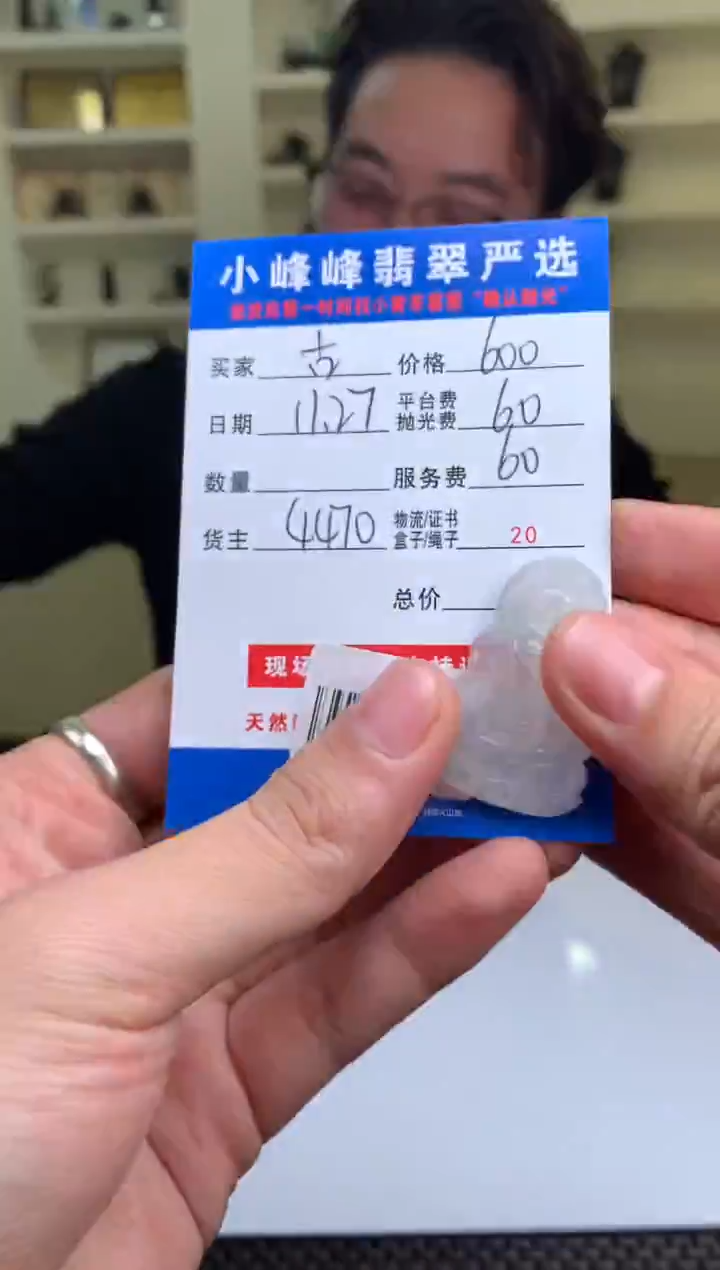 小峰峰翡翠严选
买家 古 价格 600
日期 11.27 平台费 抛光费 60
数量 服务费 60
货主 4470 物流/证书 盒子/绳子 20
总价
现场
天然